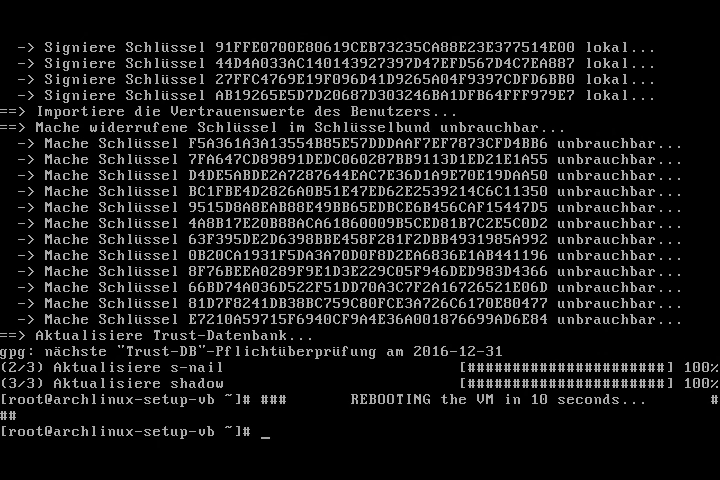 -> Signiere Schlüssel 91FFE0700E80619CEB73235CA88E23E377514E00 lokal...
  -> Signiere Schlüssel 44D4A033AC140143927397D47EFD567D4C7EA887 lokal...
  -> Signiere Schlüssel 27FFC4769E19F096D41D9265A04F9397CDFD6BB0 lokal...
  -> Signiere Schlüssel AB19265E5D7D20687D303246BA1DFB64FFF979E7 lokal...
==> Importiere die Vertrauenswerte des Benutzers...
==> Mache widerrufene Schlüssel im Schlüsselbund unbrauchbar...
  -> Mache Schlüssel F5A361A3A13554B85E57DDDAAF7EF7873CFD4BB6 unbrauchbar...
  -> Mache Schlüssel 7FA647CD89891DEDC060287BB9113D1ED21E1A55 unbrauchbar...
  -> Mache Schlüssel D4DE5ABDE2A7287644EAC7E36D1A9E70E19DAA50 unbrauchbar...
  -> Mache Schlüssel BC1FBE4D2826A0B51E47ED62E2539214C6C11350 unbrauchbar...
  -> Mache Schlüssel 9515D8A8EAB88E49BB65EDBCE6B456CAF15447D5 unbrauchbar...
  -> Mache Schlüssel 4A8B17E20B88ACA61860009B5CED81B7C2E5C0D2 unbrauchbar...
  -> Mache Schlüssel 63F395DE2D6398BBE458F281F2DBB4931985A992 unbrauchbar...
  -> Mache Schlüssel 0B20CA1931F5DA3A70D0F8D2EA6836E1AB441196 unbrauchbar...
  -> Mache Schlüssel 8F76BEEA0289F9E1D3E229C05F946DED983D4366 unbrauchbar...
  -> Mache Schlüssel 66BD74A036D522F51DD70A3C7F2A16726521E06D unbrauchbar...
  -> Mache Schlüssel 81D7F8241DB38BC759C80FCE3A726C6170E80477 unbrauchbar...
  -> Mache Schlüssel E7210A59715F6940CF9A4E36A001876699AD6E84 unbrauchbar...
==> Aktualisiere Trust-Datenbank...
gpg: nächste "Trust-DB"-Pflichtüberprüfung am 2016-12-31
(2/3) Aktualisiere s-nail                              [######################] 100%
(3/3) Aktualisiere shadow                              [######################] 100%
[root@archlinux-setup-vb ~]# ###        REBOOTING the VM in 10 seconds...        #
##
[root@archlinux-setup-vb ~]# _